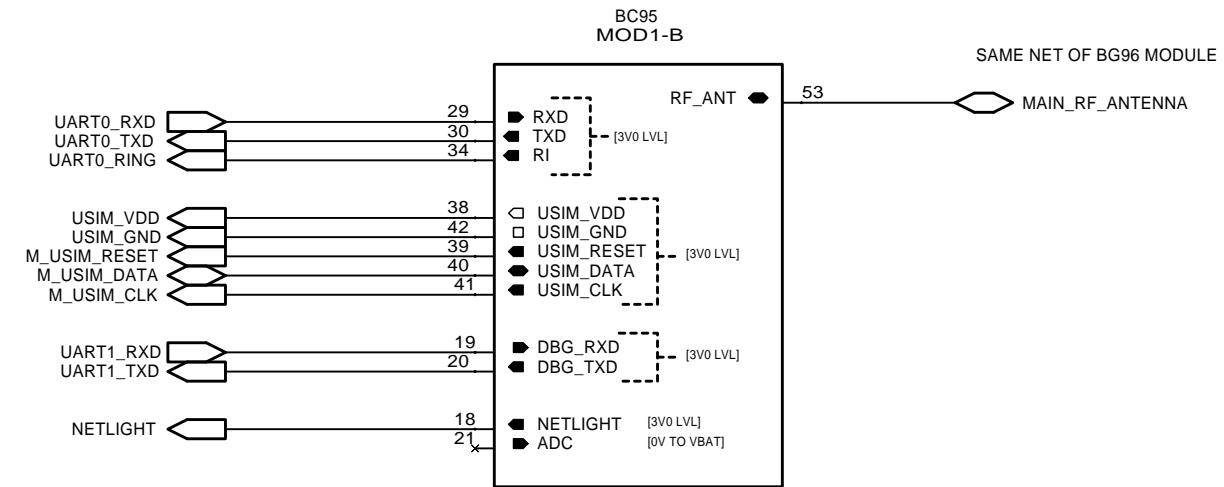 BC95
MOD1-B
SAME NET OF BG96 MODULE
RF_ANT 53 MAIN_RF_ANTENNA
UART0_RXD 29 RXD
UART0_TXD 30 TXD [3V0 LVL]
UART0_RING 34 RI
USIM_VDD 38 USIM_VDD
USIM_GND 42 USIM_GND
M_USIM_RESET 39 USIM_RESET [3V0 LVL]
M_USIM_DATA 40 USIM_DATA
M_USIM_CLK 41 USIM_CLK
UART1_RXD 19 DBG_RXD [3V0 LVL]
UART1_TXD 20 DBG_TXD
NETLIGHT 18 NETLIGHT [3V0 LVL]
21 ADC [0V TO VBAT]